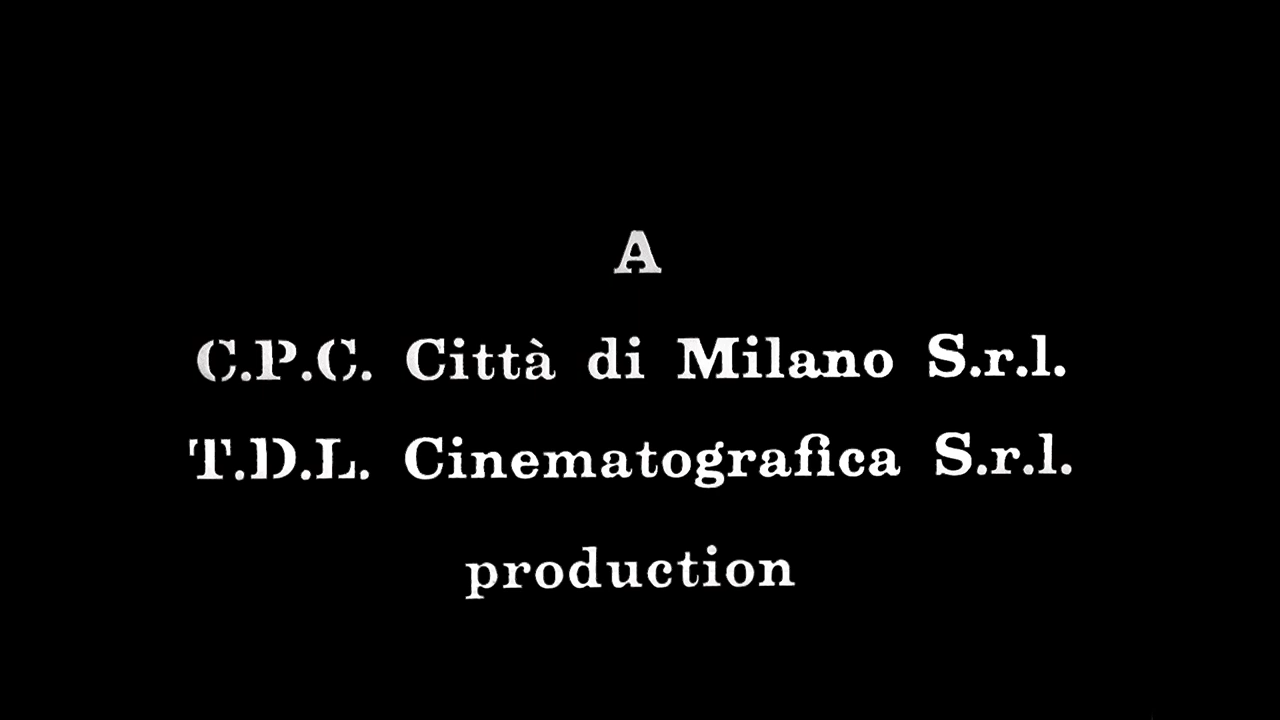 A
C.P.C. Città di Milano S.r.l.
T.D.L. Cinematografica S.r.l.
production